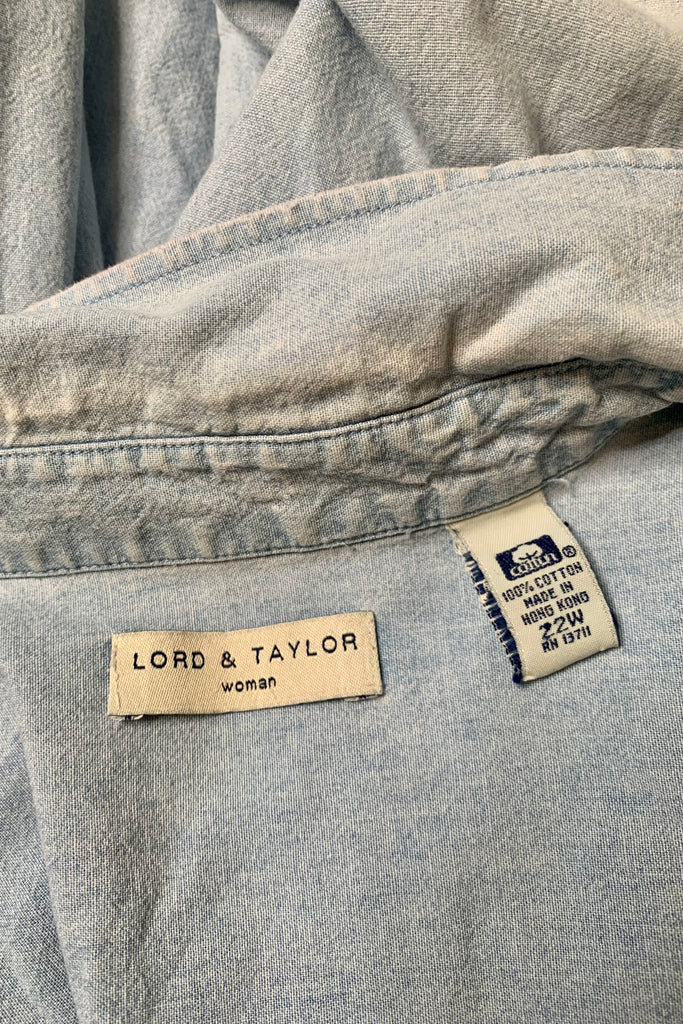 LORD & TAYLOR
woman
cotton ®
100% COTTON
MADE IN
HONG KONG
22W
RN 13711